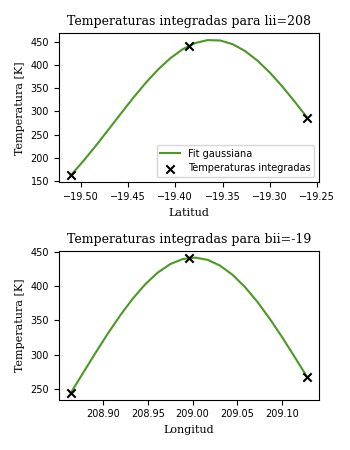 Temperaturas integradas para lii=208
450
400
350
300
250
200
150
Temperatura [K]
Fit gaussiana
Temperaturas integradas
−19.50
−19.45
−19.40
−19.35
−19.30
−19.25
Latitud
Temperaturas integradas para bii=-19
450
400
350
300
250
Temperatura [K]
208.90
208.95
209.00
209.05
209.10
Longitud